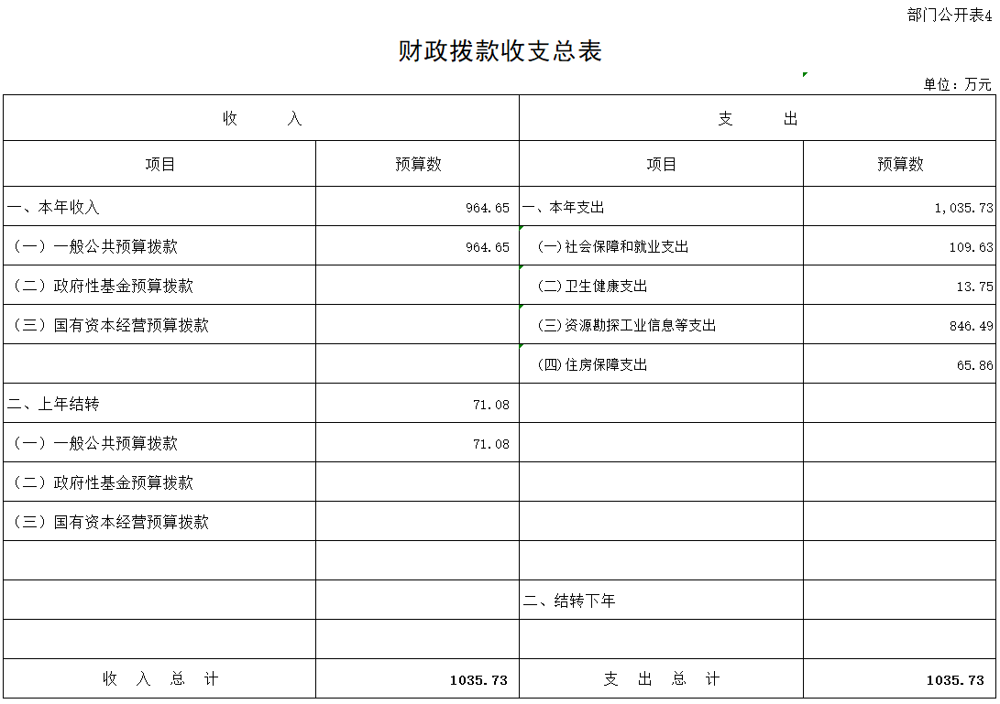 部门公开表4
财政拨款收支总表
单位：万元
收 入 支 出
项目 预算数 项目 预算数
一、本年收入 964.65 一、本年支出 1,035.73
（一）一般公共预算拨款 964.65 （一）社会保障和就业支出 109.63
（二）政府性基金预算拨款 （二）卫生健康支出 13.75
（三）国有资本经营预算拨款 （三）资源勘探工业信息等支出 846.49
（四）住房保障支出 65.86
二、上年结转 71.08
（一）一般公共预算拨款 71.08
（二）政府性基金预算拨款
（三）国有资本经营预算拨款
二、结转下年
收 入 总 计 1035.73 支 出 总 计 1035.73